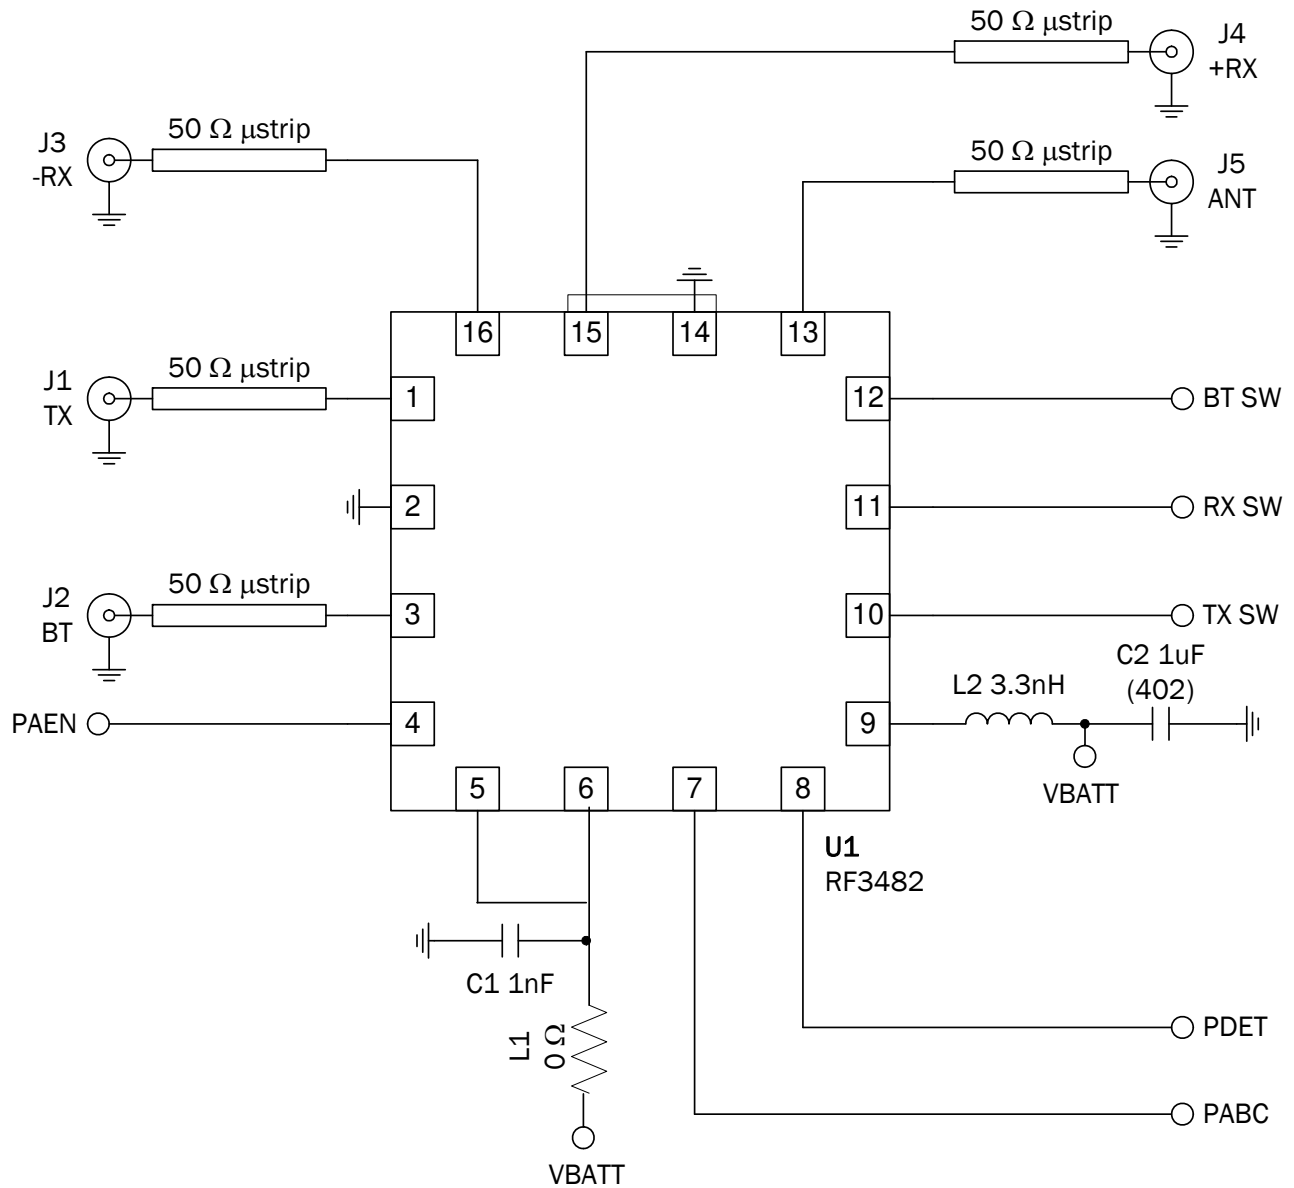 50 Ω µstrip
J4
+RX
J3
-RX
50 Ω µstrip
50 Ω µstrip
J5
ANT
16
15
14
13
J1
TX
50 Ω µstrip
1
12
BT SW
2
11
RX SW
J2
BT
50 Ω µstrip
3
10
TX SW
C2 1uF
(402)
L2 3.3nH
PAEN
4
9
VBATT
5
6
7
8
U1
RF3482
C1 1nF
L1
0 Ω
PDET
PABC
VBATT